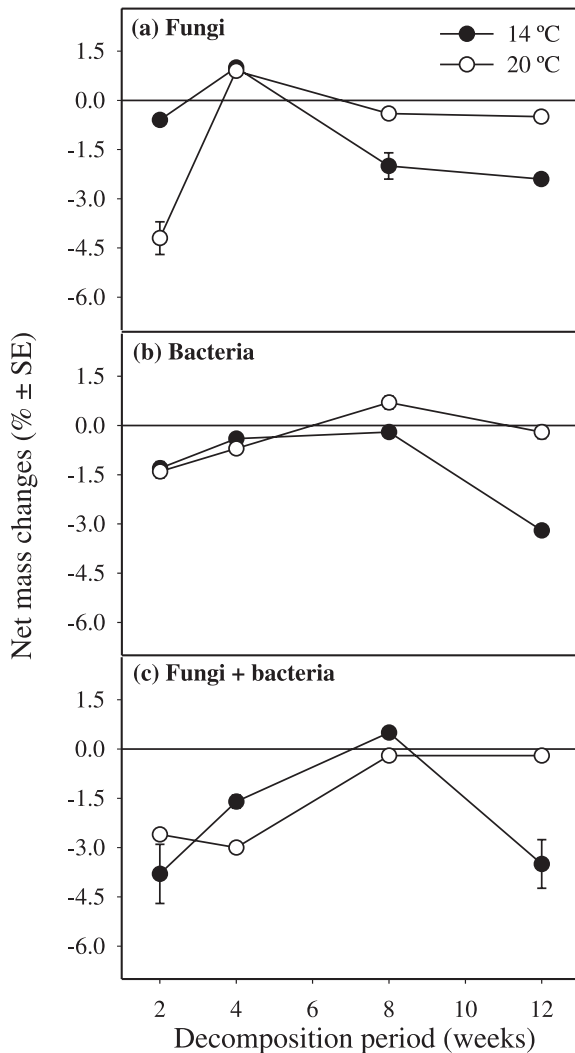 (a) Fungi
14 ºC
20 ºC
1.5
0.0
-1.5
-3.0
-4.5
-6.0
(b) Bacteria
1.5
0.0
-1.5
-3.0
-4.5
-6.0
(c) Fungi + bacteria
1.5
0.0
-1.5
-3.0
-4.5
-6.0
Net mass changes (% ± SE)
2 4 6 8 10 12
Decomposition period (weeks)